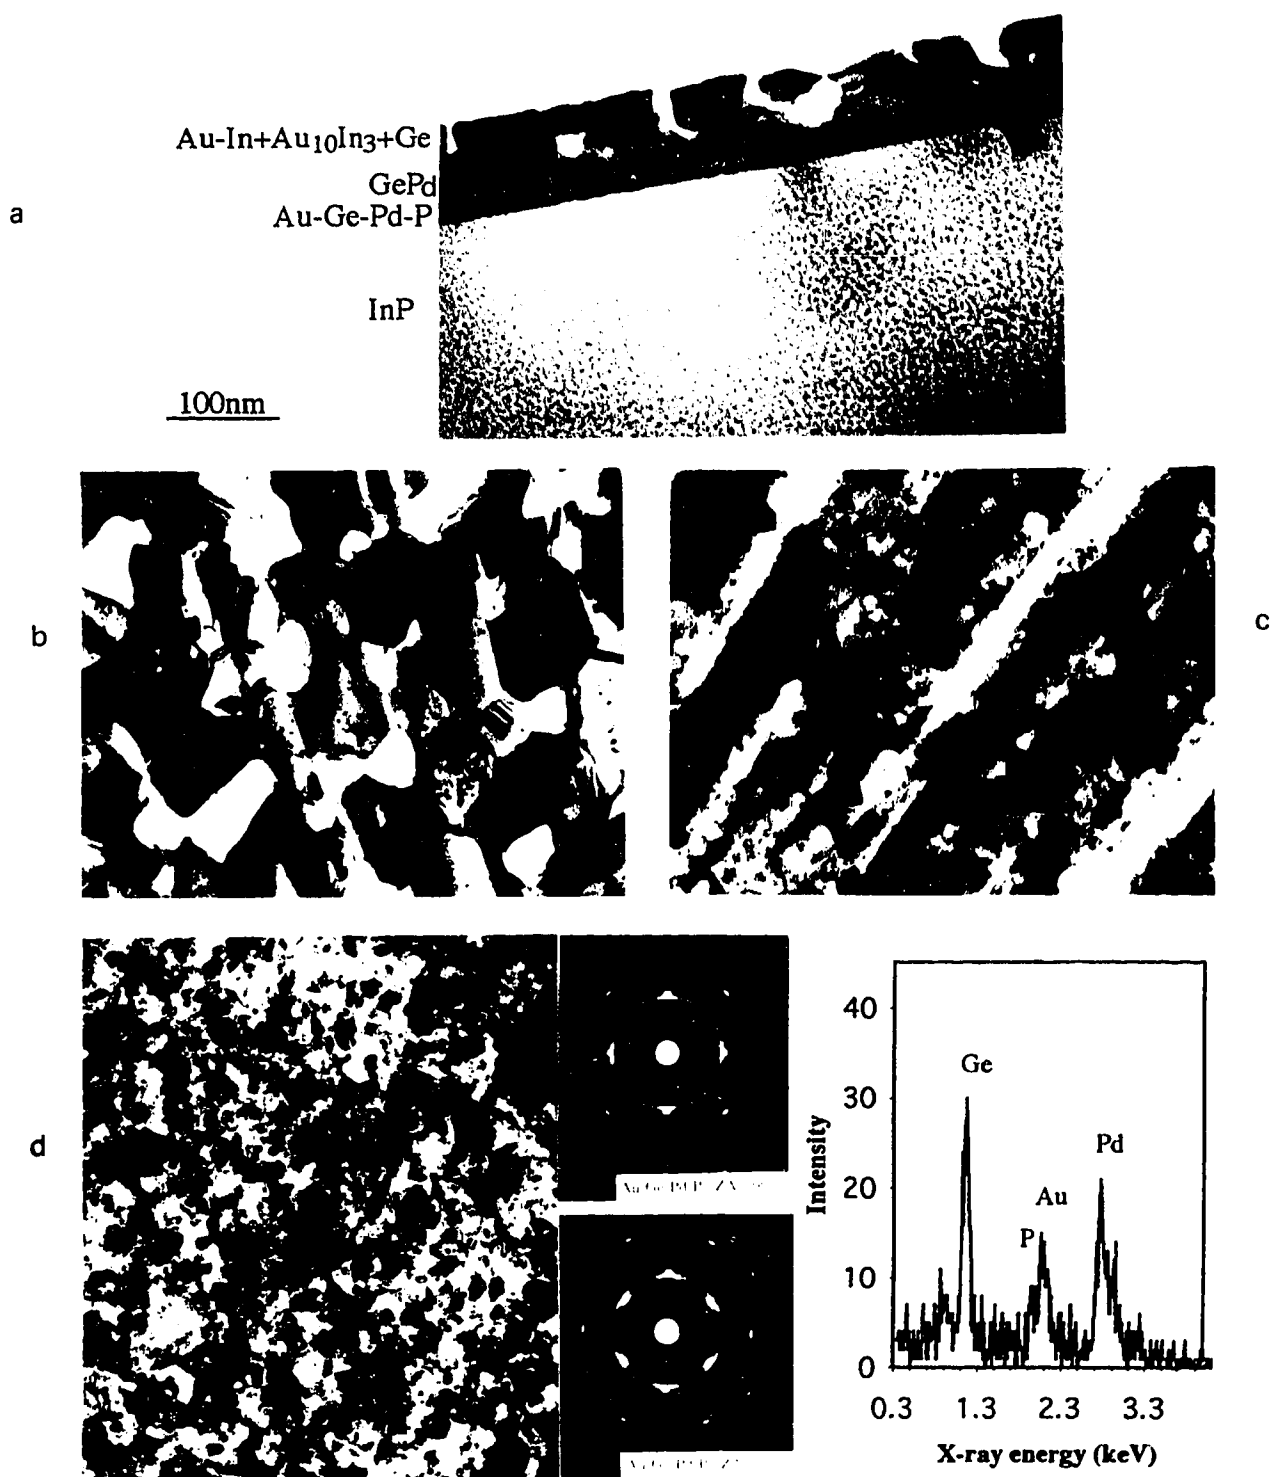 Au-In+Au10In3+Ge
GePd
a
Au-Ge-Pd-P
InP
100nm
b
c
d
Intensity
40
30
20
10
0
Ge
P
Au
Pd
0.3 1.3 2.3 3.3
X-ray energy (keV)